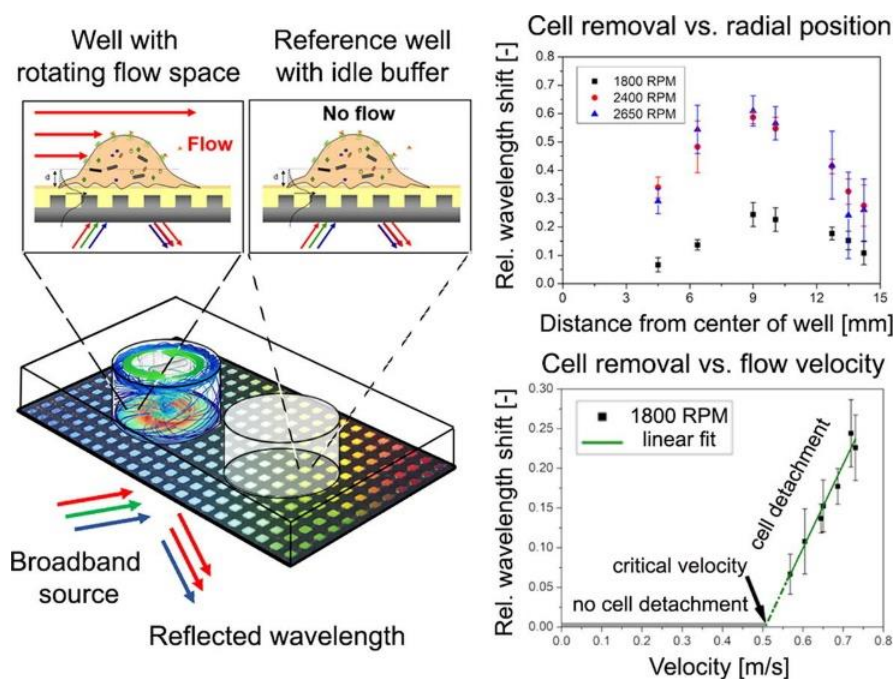 Well with
rotating flow space
Reference well
with idle buffer
Flow
d
No flow
d
Broadband
source
Reflected wavelength
Cell removal vs. radial position
Rel. wavelength shift [-]
0.8
0.7
0.6
0.5
0.4
0.3
0.2
0.1
0.0
1800 RPM
2400 RPM
2650 RPM
0
3
6
9
12
15
Distance from center of well [mm]
Cell removal vs. flow velocity
Rel. wavelength shift [-]
0.30
0.25
0.20
0.15
0.10
0.05
0.00
1800 RPM
linear fit
cell detachment
critical velocity
no cell detachment
0.0
0.1
0.2
0.3
0.4
0.5
0.6
0.7
0.8
Velocity [m/s]